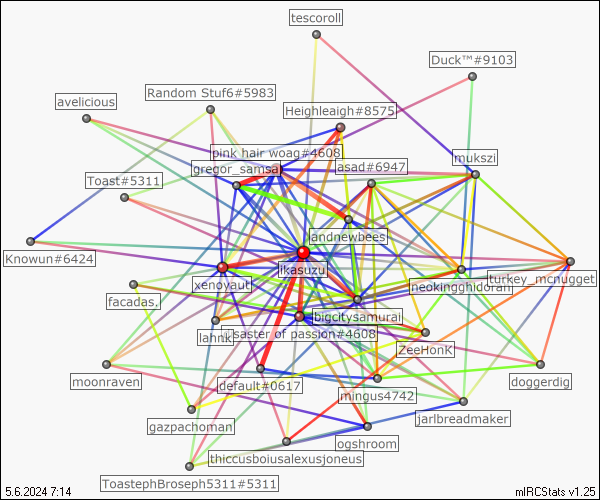 tescoroll
Duck™#9103
Random Stuf6#5983
avelicious
Heighleaigh#8575
pink hair woag#4608
mukszi
gregor_samsa
asad#6947
Toast#5311
landnewbees
Knowun#6424
ikasuzu
xenoyaut
turkey_mcnugget
neokingghidorah
facadas.
bigcitysamurai
lahnk
saster of passion#4608
ZeeHonK
moonraven
default#0617
doggerdig
mingus4742
jarlbreadmaker
gazpachoman
ogshroom
thiccusboiusalexusjoneus
ToastephBroseph5311#5311
5.6.2024 7:14
mIRCStats v1.25